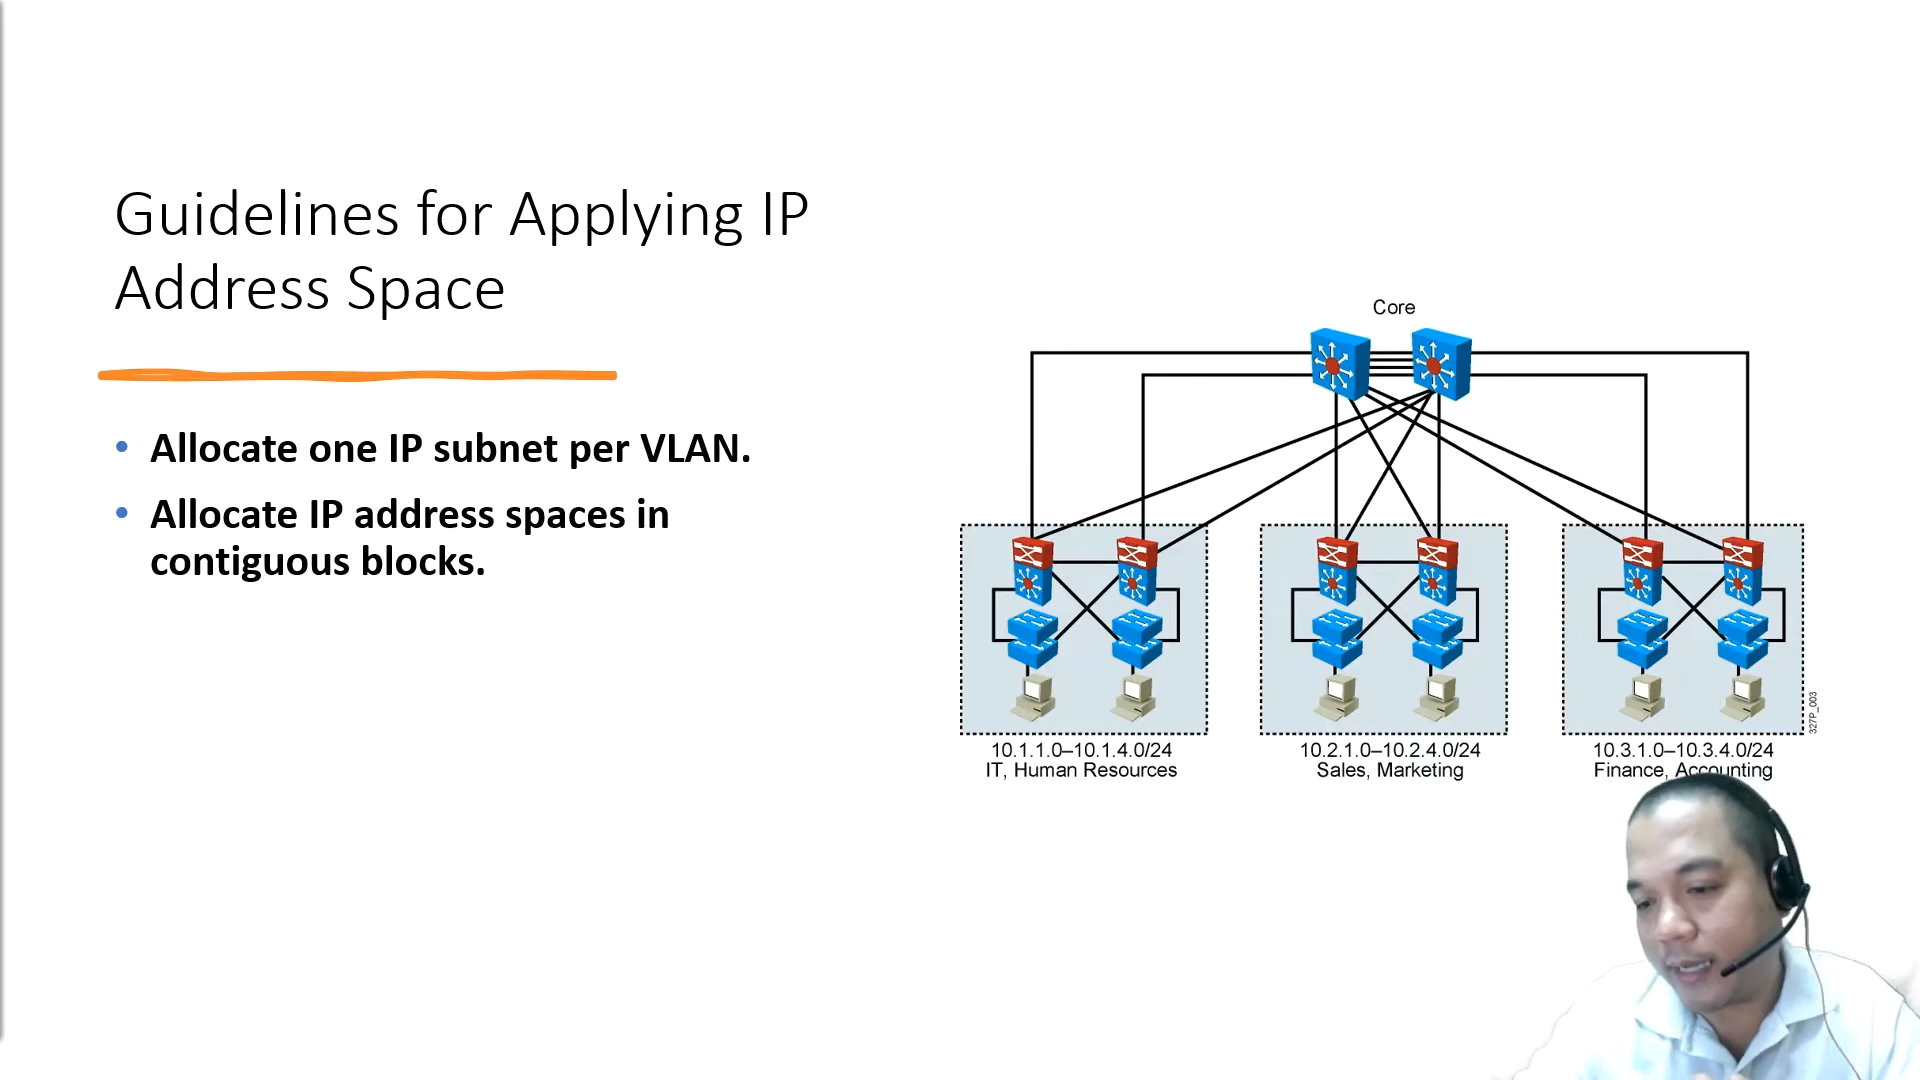 Guidelines for Applying IP
Address Space
• Allocate one IP subnet per VLAN.
• Allocate IP address spaces in
contiguous blocks.
Core
10.1.1.0–10.1.4.0/24
IT, Human Resources
10.2.1.0–10.2.4.0/24
Sales, Marketing
10.3.1.0–10.3.4.0/24
Finance, Accounting
327P_003